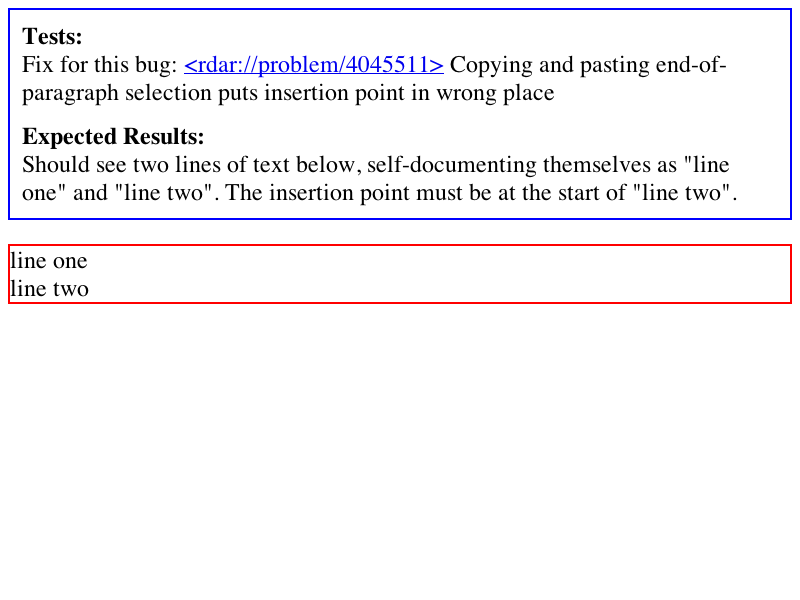 Tests:
Fix for this bug: <rdar://problem/4045511> Copying and pasting end-of-
paragraph selection puts insertion point in wrong place
Expected Results:
Should see two lines of text below, self-documenting themselves as "line
one" and "line two". The insertion point must be at the start of "line two".
line one
line two